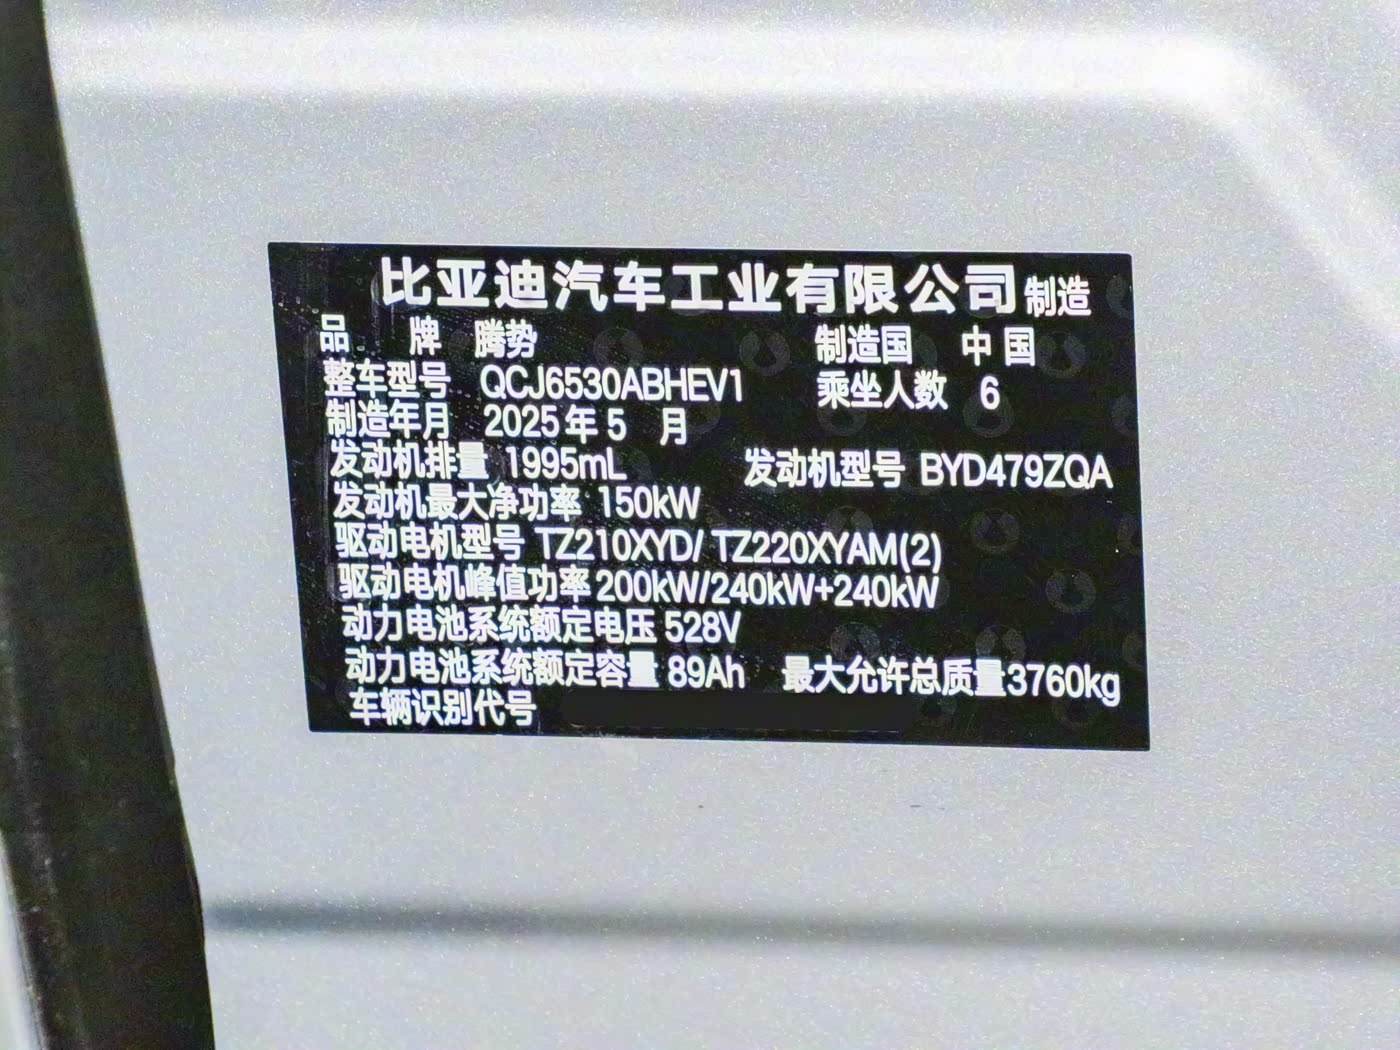 比亚迪汽车工业有限公司制造
品 牌 腾势 制造国 中国
整车型号 QCJ6530ABHEV1 乘坐人数 6
制造年月 2025年5 月
发动机排量 1995mL 发动机型号 BYD479ZQA
发动机最大净功率 150kW
驱动电机型号 TZ210XYD/ TZ220XYAM(2)
驱动电机峰值功率 200kW/240kW+240kW
动力电池系统额定电压 528V
动力电池系统额定容量 89Ah 最大允许总质量3760kg
车辆识别代号